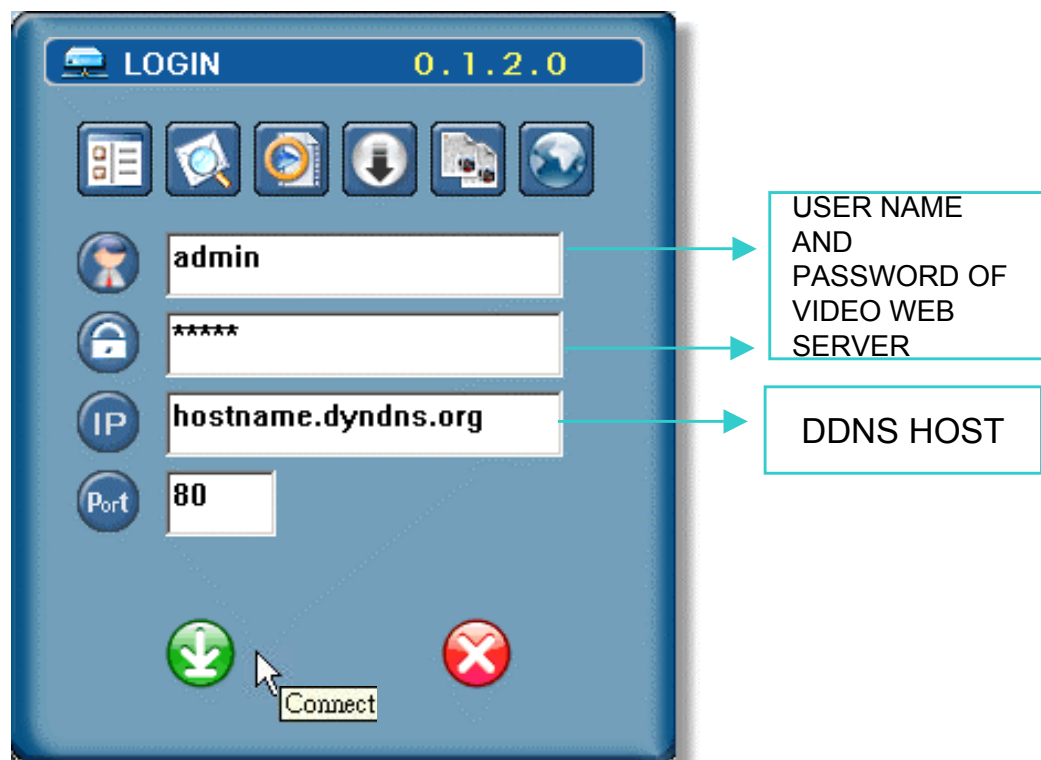 LOGIN 0.1.2.0
admin
*****
IP
hostname.dyndns.org
Port
80
Connect
USER NAME
AND
PASSWORD OF
VIDEO WEB
SERVER
DDNS HOST